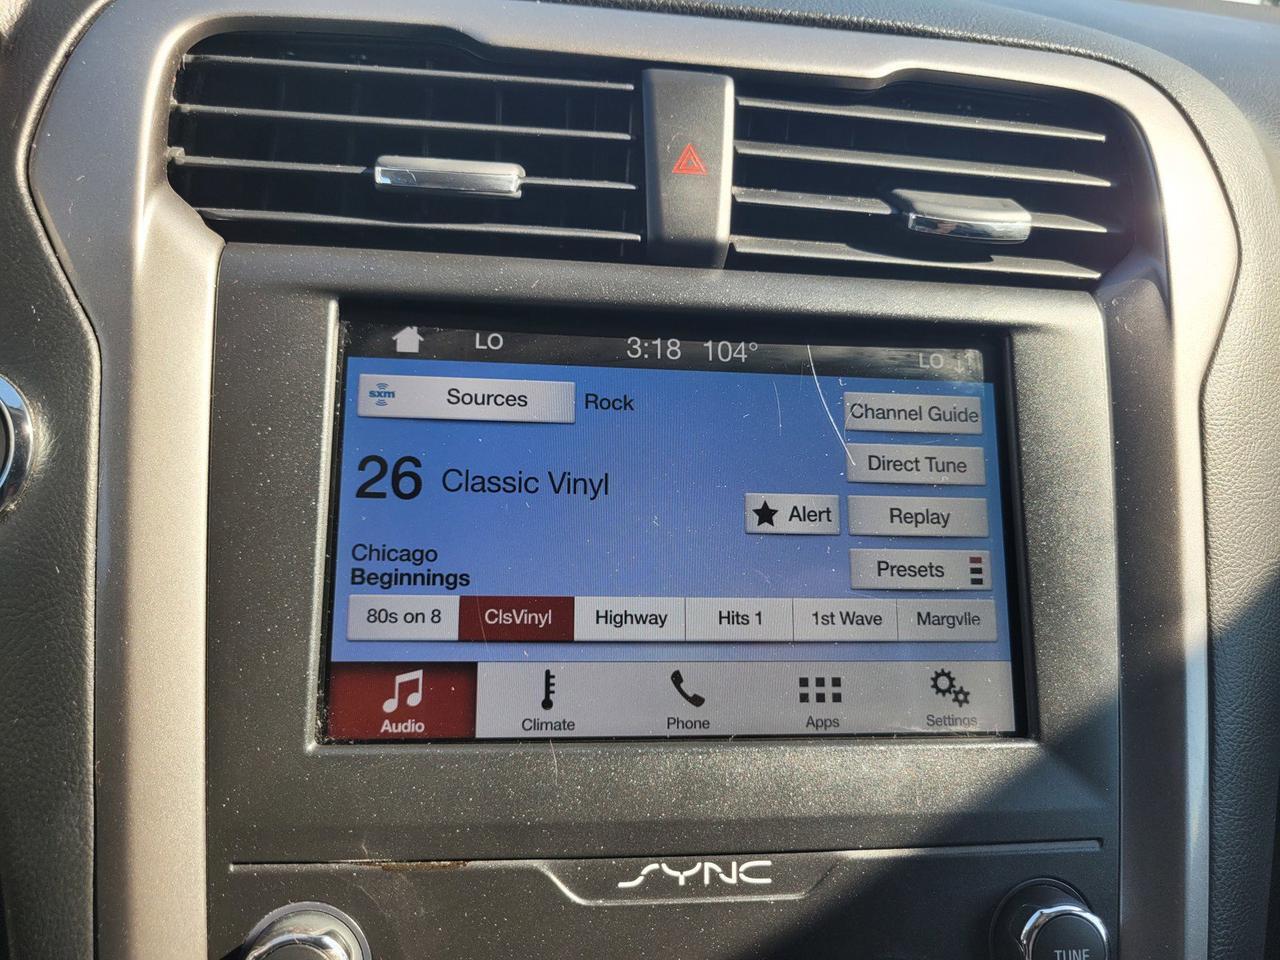 LO 3:18 104° LO
sxm Sources Rock Channel Guide
Direct Tune
26 Classic Vinyl
Alert Replay
Chicago
Presets
Beginnings
80s on 8 ClsVinyl Highway Hits 1 1st Wave Margvlle
Audio Climate Phone Apps Settings
SYNC
TUNE